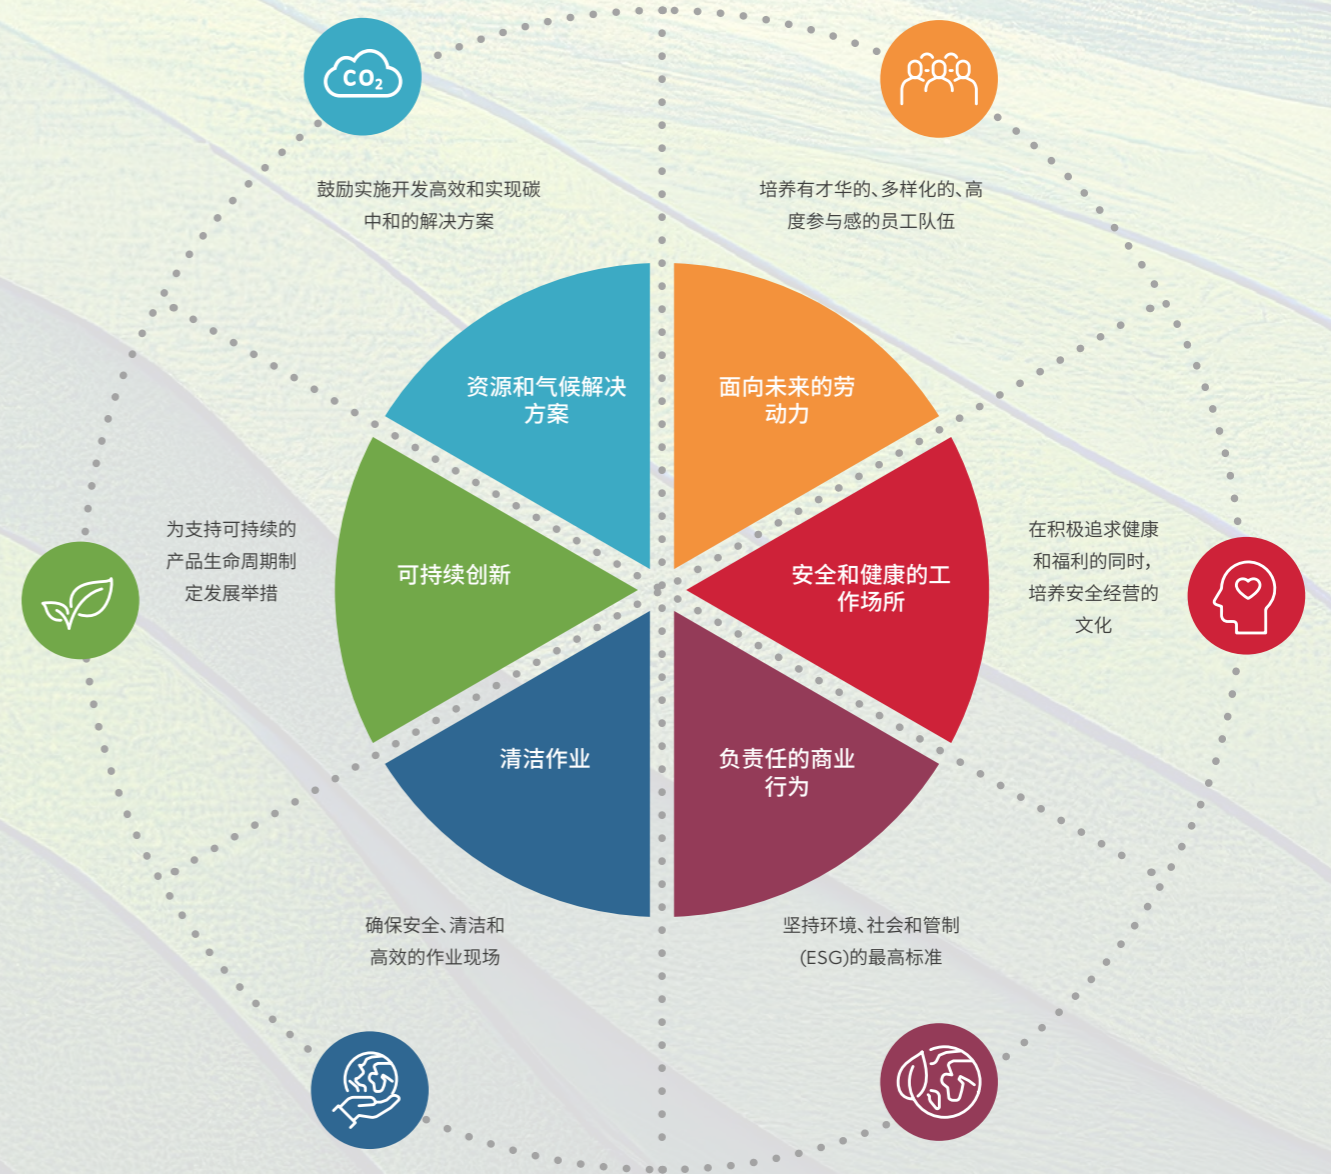 CO₂
鼓励实施开发高效和实现碳
中和的解决方案
培养有才华的、多样化的、高
度参与感的员工队伍
资源和气候解决
方案
面向未来的劳
动力
为支持可持续的
产品生命周期制
定发展举措
可持续创新
安全和健康的工
作场所
在积极追求健康
和福利的同时，
培养安全经营的
文化
清洁作业
负责任的商业
行为
确保安全、清洁和
高效的作业现场
坚持环境、社会和管制
(ESG)的最高标准